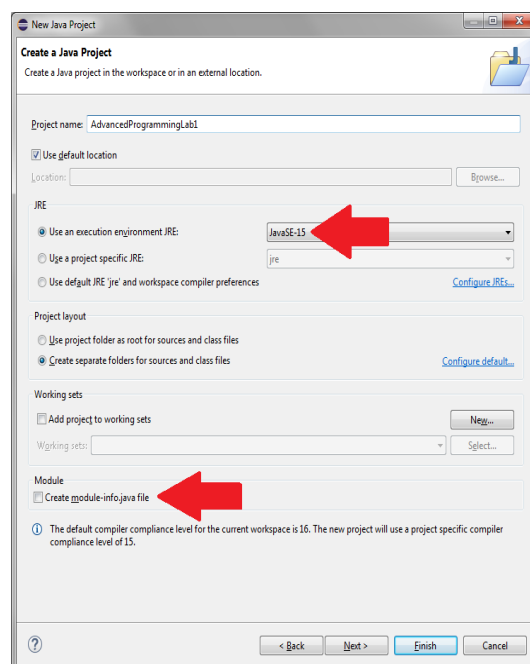 New Java Project
Create a Java Project
Create a Java project in the workspace or in an external location.
Project name: AdvancedProgrammingLab1
Use default location
Location: Browse...
JRE
Use an execution environment JRE: JavaSE-15
Use a project specific JRE: jre
Use default JRE 'jre' and workspace compiler preferences Configure JREs...
Project layout
Use project folder as root for sources and class files
Create separate folders for sources and class files Configure default...
Working sets
Add project to working sets New...
Working sets: Select...
Module
Create module-info.java file
The default compiler compliance level for the current workspace is 16. The new project will use a project specific compiler
compliance level of 15.
? < Back Next > Finish Cancel